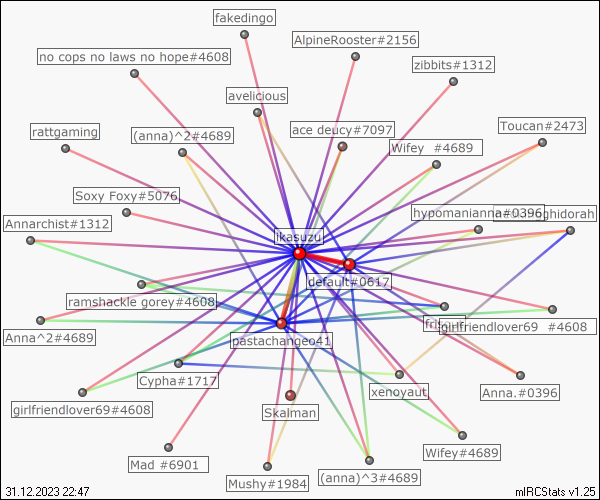 fakedingo
AlpineRooster#2156
no cops no laws no hope#4608
zibbits#1312
avelicious
Toucan#2473
rattgaming
(anna)^2#4689
ace deucy#7097
Wifey #4689
Soxy Foxy#5076
Annarchist#1312
hypomanianna#0396
ghidorah
ikasuzu
default#0617
ramshackle gorey#4608
girlfriendlover69 #4608
Anna^2#4689
pastachangeo41
Cypha#1717
xenoyaut
Anna.#0396
girlfriendlover69#4608
Skalman
Wifey#4689
Mad #6901
Mushy#1984
(anna)^3#4689
31.12.2023 22:47
mIRCStats v1.25